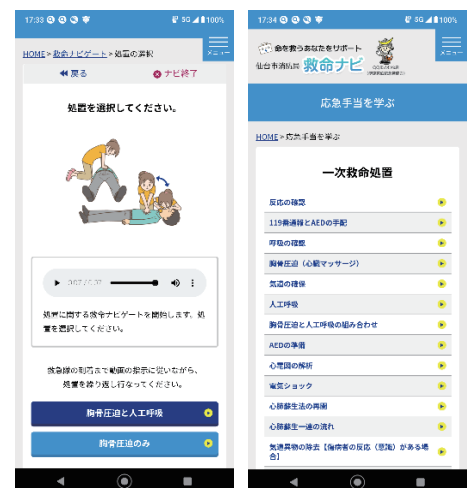 17:33
5G
100%
HOME > 救命ナビゲート > 処置の選択
メニュー
戻る
ナビ終了
処置を選択してください。
処置に関する救命ナビゲートを開始します。処
置を選択してください。
救急隊の到着まで動画の指示に従いながら、
処置を繰り返し行なってください。
胸骨圧迫と人工呼吸
胸骨圧迫のみ
17:34
5G
100%
命を救うあなたをサポート
仙台市消防局 救命ナビ
メニュー
応急手当を学ぶ
HOME > 応急手当を学ぶ
一次救命処置
反応の確認
119番通報とAEDの手配
呼吸の確認
胸骨圧迫（心臓マッサージ）
気道の確保
人工呼吸
胸骨圧迫と人工呼吸の組み合わせ
AEDの準備
心電図の解析
電気ショック
心肺蘇生法の再開
心肺蘇生一連の流れ
気道異物の除去【傷病者の反応（意識）がある場
合】